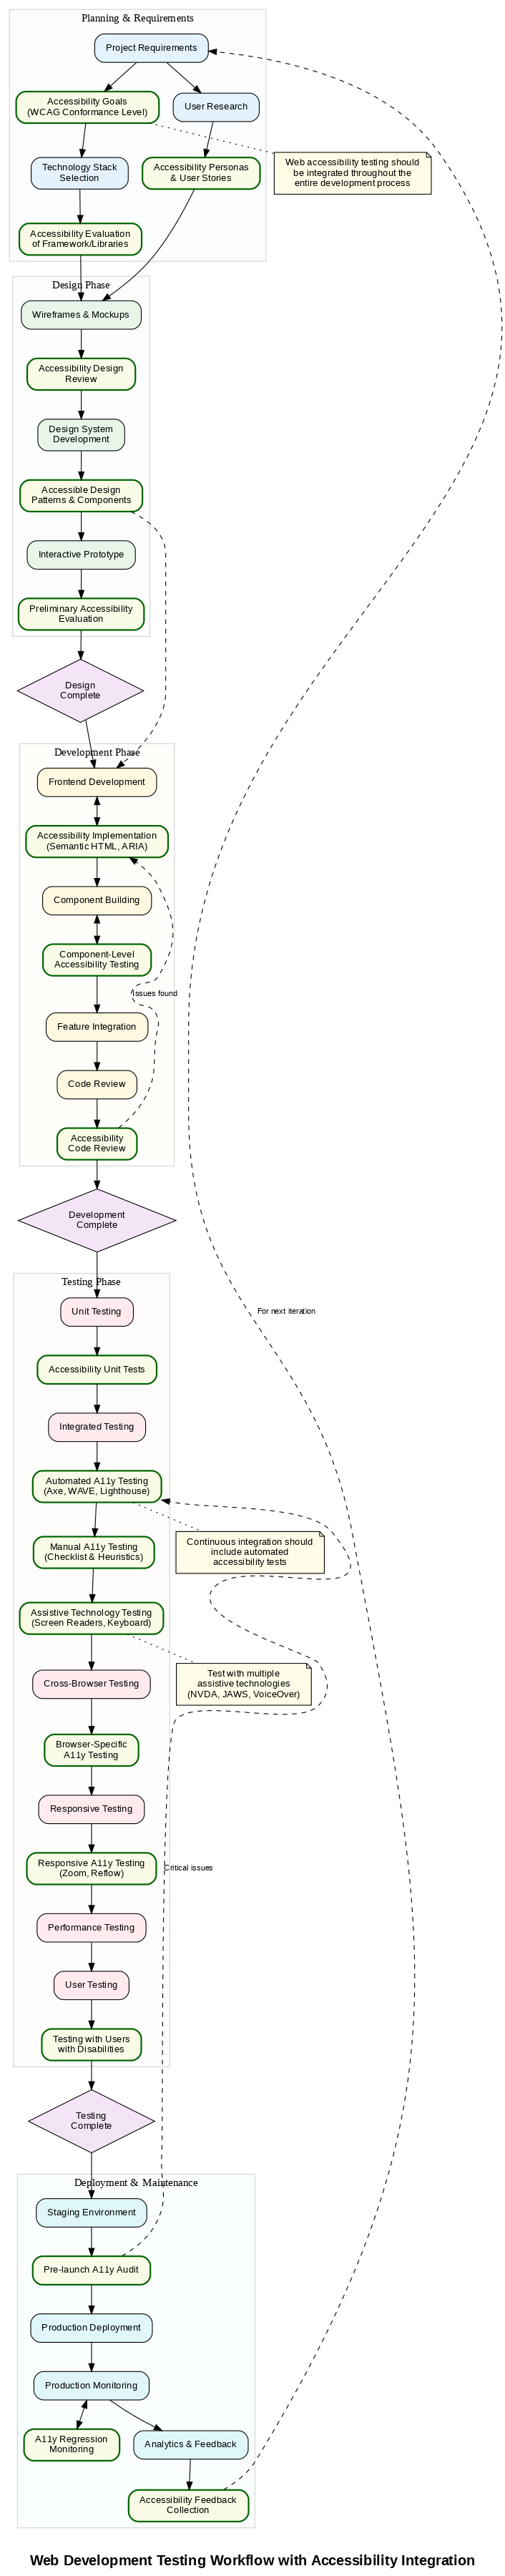 Planning & Requirements
Project Requirements
Accessibility Goals
(WCAG Conformance Level)
User Research
Technology Stack
Selection
Accessibility Personas
& User Stories
Web accessibility testing should
be integrated throughout the
entire development process
Accessibility Evaluation
of Framework/Libraries
Design Phase
Wireframes & Mockups
Accessibility Design
Review
Design System
Development
Accessible Design
Patterns & Components
Interactive Prototype
Preliminary Accessibility
Evaluation
Design
Complete
Development Phase
Frontend Development
Accessibility Implementation
(Semantic HTML, ARIA)
Component Building
Component-Level
Accessibility Testing
Issues found
Feature Integration
Code Review
Accessibility
Code Review
Development
Complete
Testing Phase
Unit Testing
For next iteration
Accessibility Unit Tests
Integrated Testing
Automated A11y Testing
(Axe, WAVE, Lighthouse)
Manual A11y Testing
(Checklist & Heuristics)
Continuous integration should
include automated
accessibility tests
Assistive Technology Testing
(Screen Readers, Keyboard)
Cross-Browser Testing
Test with multiple
assistive technologies
(NVDA, JAWS, VoiceOver)
Browser-Specific
A11y Testing
Responsive Testing
Responsive A11y Testing
(Zoom, Reflow)
Critical issues
Performance Testing
User Testing
Testing with Users
with Disabilities
Testing
Complete
Deployment & Maintenance
Staging Environment
Pre-launch A11y Audit
Production Deployment
Production Monitoring
A11y Regression
Monitoring
Analytics & Feedback
Accessibility Feedback
Collection
Web Development Testing Workflow with Accessibility Integration